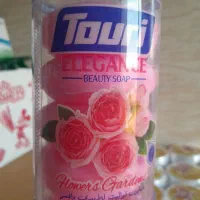 Touri
ELEGANCE
BEAUTY SOAP
Flower's Garden